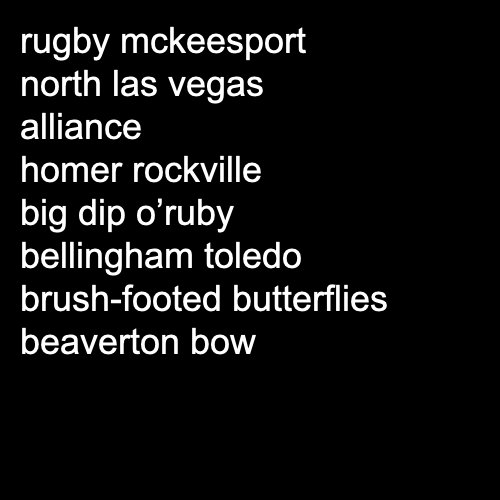 rugby mckeesport
north las vegas
alliance
homer rockville
big dip o’ruby
bellingham toledo
brush-footed butterflies
beaverton bow